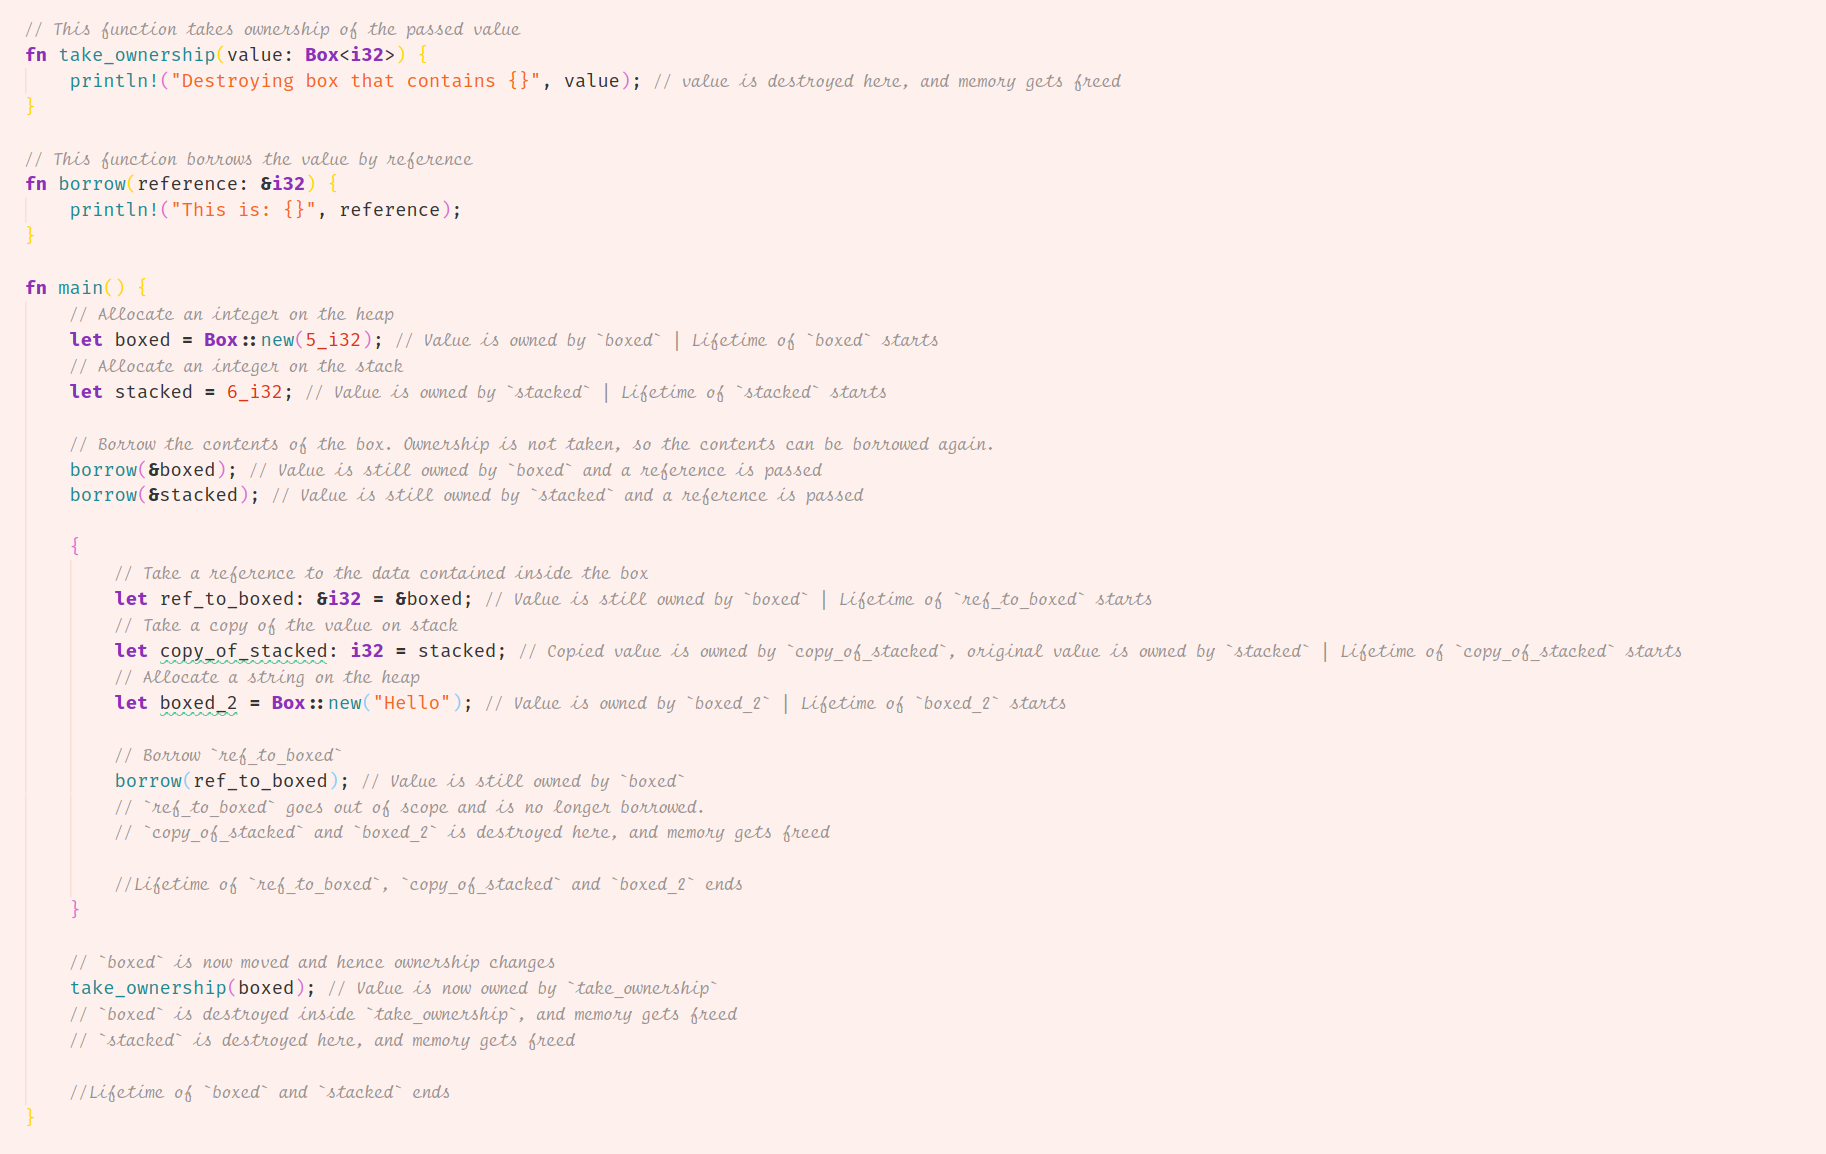 // This function takes ownership of the passed value
fn take_ownership(value: Box<i32>) {
    println!("Destroying box that contains {}", value); // value is destroyed here, and memory gets freed
}

// This function borrows the value by reference
fn borrow(reference: &i32) {
    println!("This is: {}", reference);
}

fn main() {
    // Allocate an integer on the heap
    let boxed = Box::new(5_i32); // Value is owned by `boxed` | Lifetime of `boxed` starts
    // Allocate an integer on the stack
    let stacked = 6_i32; // Value is owned by `stacked` | Lifetime of `stacked` starts

    // Borrow the contents of the box. Ownership is not taken, so the contents can be borrowed again.
    borrow(&boxed); // Value is still owned by `boxed` and a reference is passed
    borrow(&stacked); // Value is still owned by `stacked` and a reference is passed

    {
        // Take a reference to the data contained inside the box
        let ref_to_boxed: &i32 = &boxed; // Value is still owned by `boxed` | Lifetime of `ref_to_boxed` starts
        // Take a copy of the value on stack
        let copy_of_stacked: i32 = stacked; // Copied value is owned by `copy_of_stacked`, original value is owned by `stacked` | Lifetime of `copy_of_stacked` starts
        // Allocate a string on the heap
        let boxed_2 = Box::new("Hello"); // Value is owned by `boxed_2` | Lifetime of `boxed_2` starts

        // Borrow `ref_to_boxed`
        borrow(ref_to_boxed); // Value is still owned by `boxed`
        // `ref_to_boxed` goes out of scope and is no longer borrowed.
        // `copy_of_stacked` and `boxed_2` is destroyed here, and memory gets freed

        //Lifetime of `ref_to_boxed`, `copy_of_stacked` and `boxed_2` ends
    }

    // `boxed` is now moved and hence ownership changes
    take_ownership(boxed); // Value is now owned by `take_ownership`
    // `boxed` is destroyed inside `take_ownership`, and memory gets freed
    // `stacked` is destroyed here, and memory gets freed

    //Lifetime of `boxed` and `stacked` ends
}